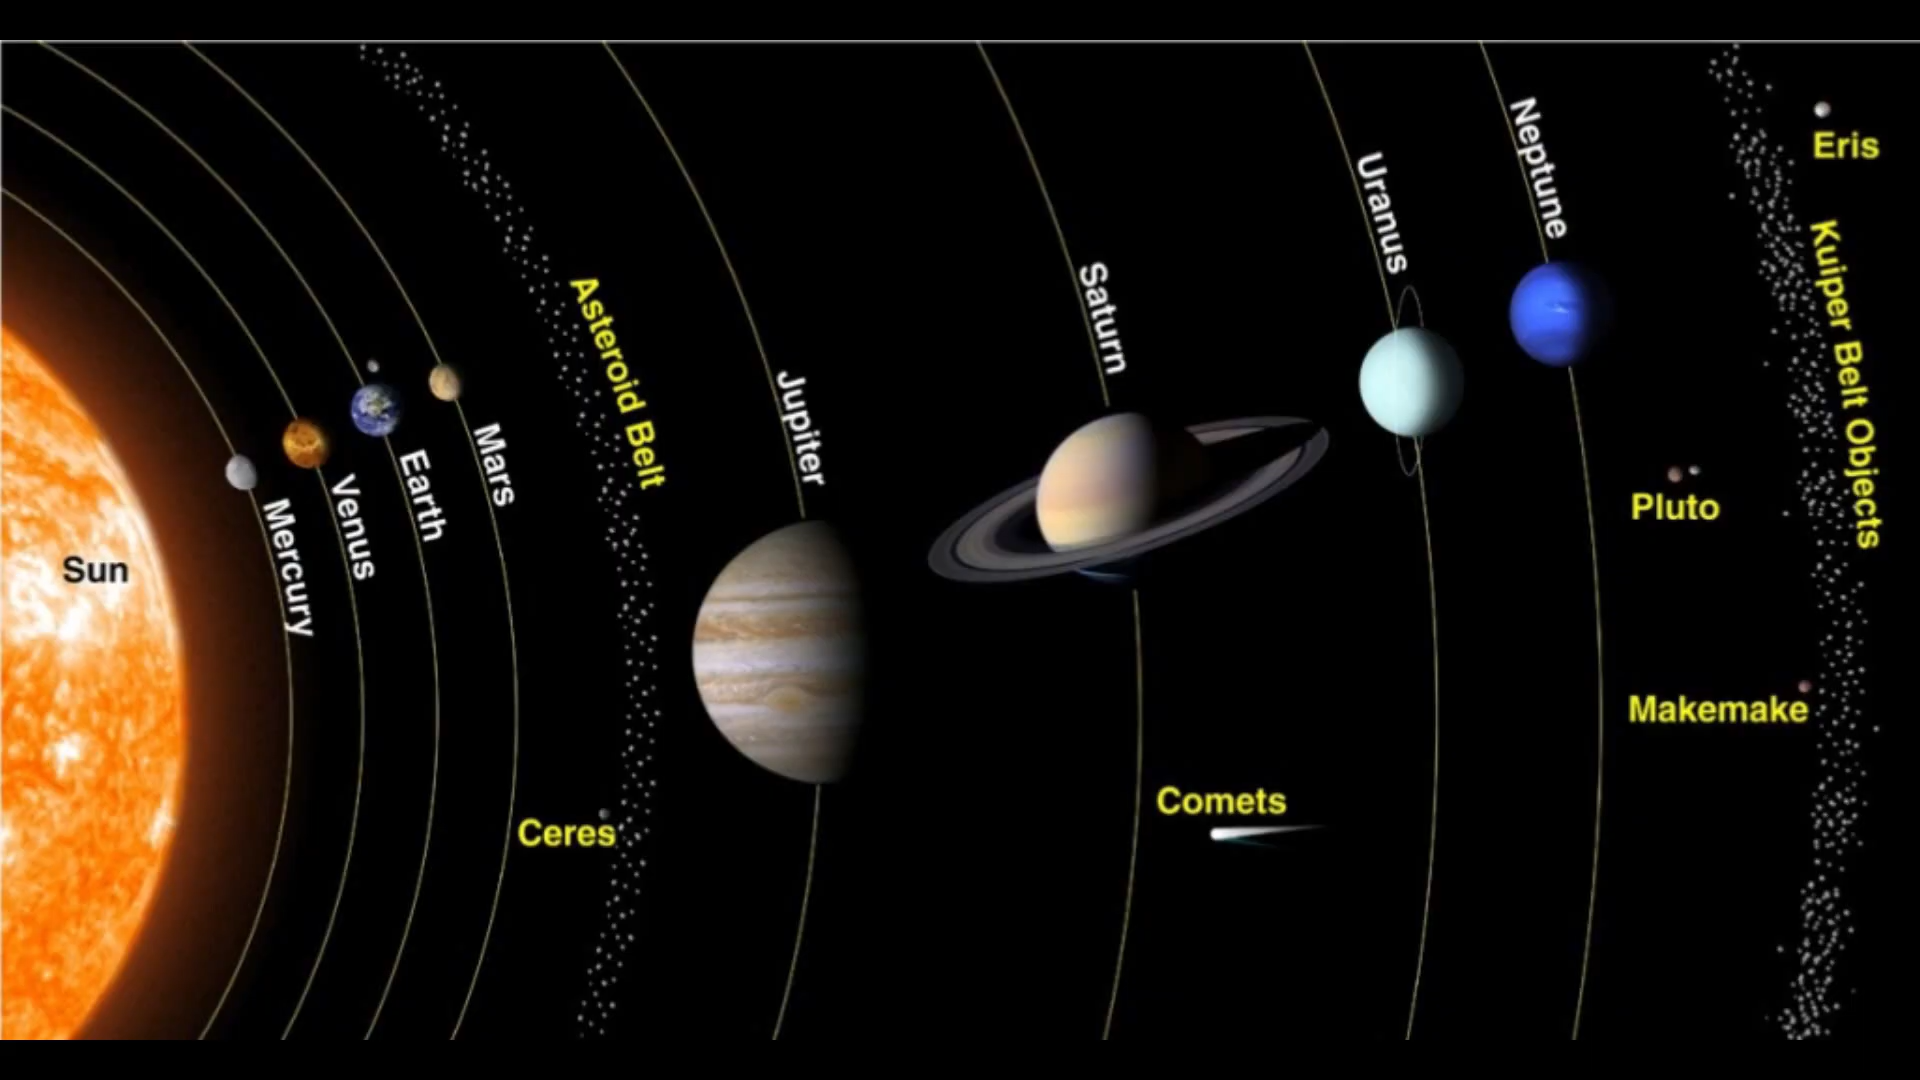 Sun
Mercury
Venus
Earth
Mars
Asteroid Belt
Ceres
Jupiter
Saturn
Comets
Uranus
Neptune
Pluto
Makemake
Eris
Kuiper Belt Objects